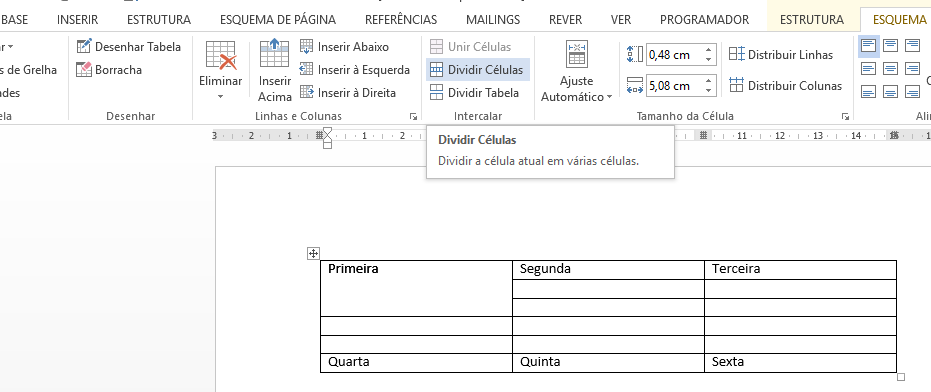 BASE INSERIR ESTRUTURA ESQUEMA DE PÁGINA REFERÊNCIAS MAILINGS REVER VER PROGRAMADOR ESTRUTURA ESQUEMA
Desenhar Tabela
s de Grelha Borracha
Eliminar
Inserir Acima
Inserir Abaixo
Inserir à Esquerda
Inserir à Direita
Unir Células
Dividir Células
Dividir Tabela
Ajuste
Automático
0,48 cm Distribuir Linhas
5,08 cm Distribuir Colunas
Desenhar Linhas e Colunas Intercalar Tamanho da Célula
3 2 1 1 2 11 12 13 14 15
Dividir Células
Dividir a célula atual em várias células.
Primeira Segunda Terceira
Quarta Quinta Sexta